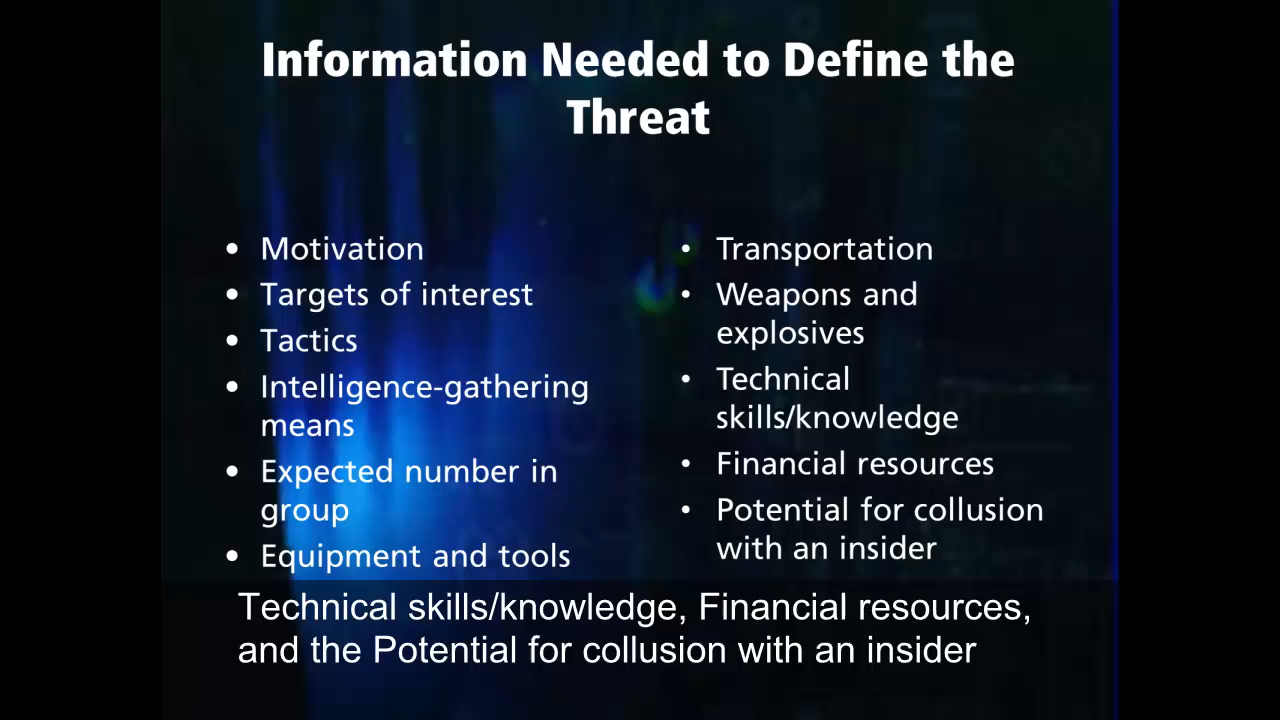 Information Needed to Define the
Threat
• Motivation
• Targets of interest
• Tactics
• Intelligence-gathering
means
• Expected number in
group
• Equipment and tools
• Transportation
• Weapons and
explosives
• Technical
skills/knowledge
• Financial resources
• Potential for collusion
with an insider
Technical skills/knowledge, Financial resources,
and the Potential for collusion with an insider